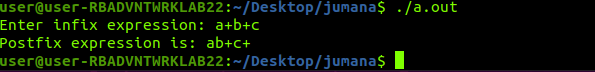 user@user-RBADVNTWRKLAB22:~/Desktop/jumana$ ./a.out
Enter infix expression: a+b+c
Postfix expression is: ab+c+
user@user-RBADVNTWRKLAB22:~/Desktop/jumana$